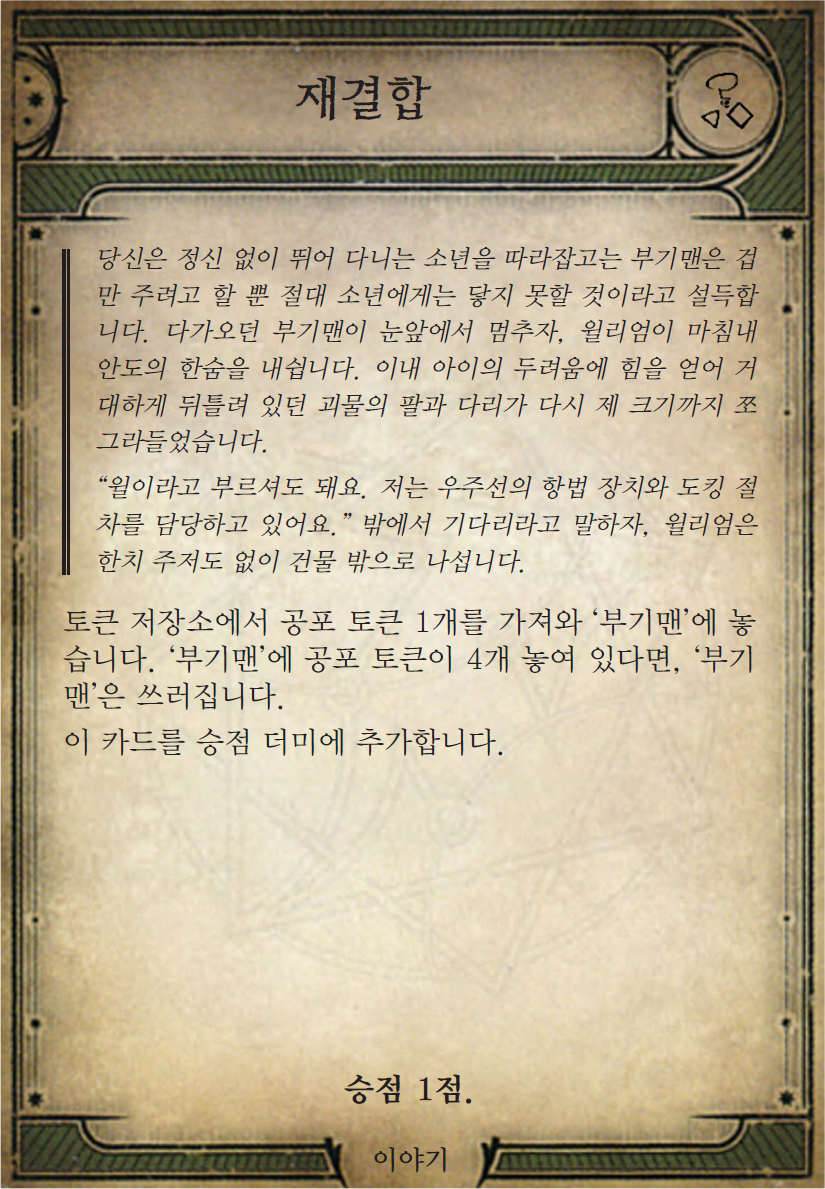 재결합
당신은 정신 없이 뛰어 다니는 소년을 따라잡고는 부기맨은 겁
만 주려고 할 뿐 절대 소년에게는 닿지 못할 것이라고 설득합
니다. 다가오던 부기맨이 눈앞에서 멈추자, 윌리엄이 마침내
안도의 한숨을 내쉽니다. 이내 아이의 두려움에 힘을 얻어 거
대하게 뒤틀려 있던 괴물의 팔과 다리가 다시 제 크기까지 쪼
그라들었습니다.
“윌이라고 부르셔도 돼요. 저는 우주선의 항법 장치와 도킹 절
차를 담당하고 있어요.” 밖에서 기다리라고 말하자, 윌리엄은
한치 주저도 없이 건물 밖으로 나섭니다.
토큰 저장소에서 공포 토큰 1개를 가져와 ‘부기맨’에 놓
습니다. ‘부기맨’에 공포 토큰이 4개 놓여 있다면, ‘부기
맨’은 쓰러집니다.
이 카드를 승점 더미에 추가합니다.
승점 1점.
이야기